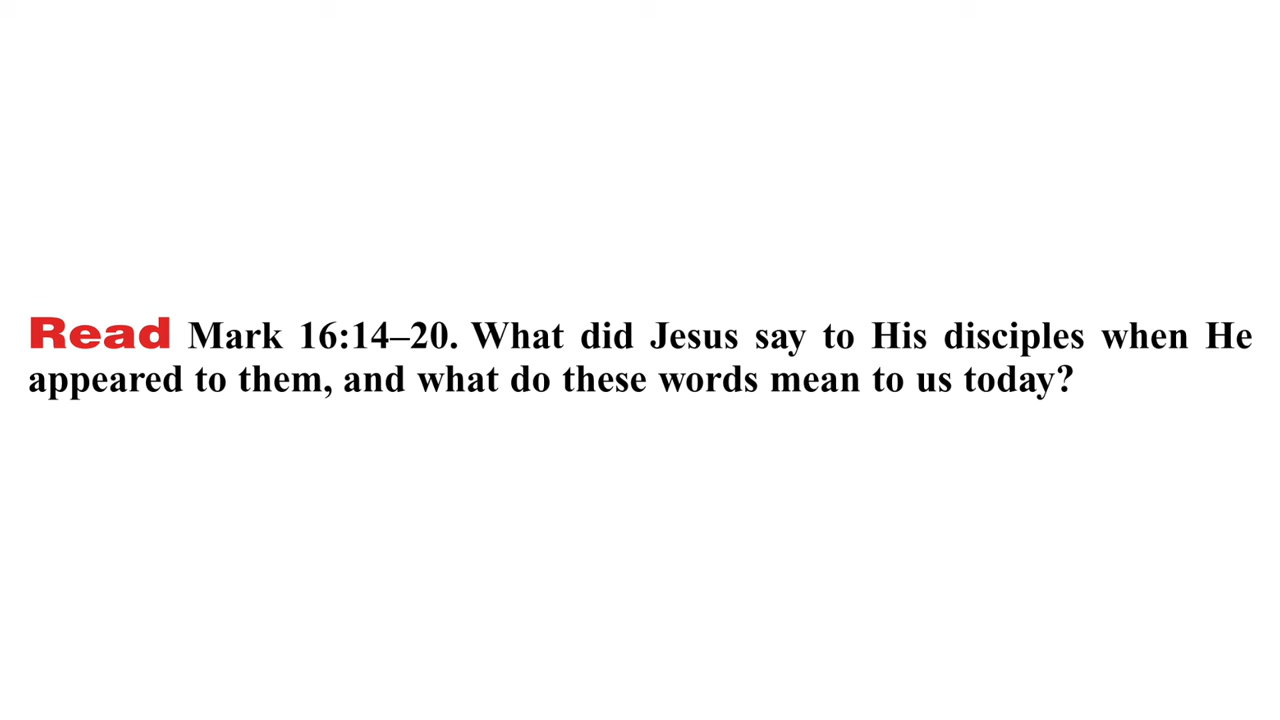 Read Mark 16:14–20. What did Jesus say to His disciples when He
appeared to them, and what do these words mean to us today?